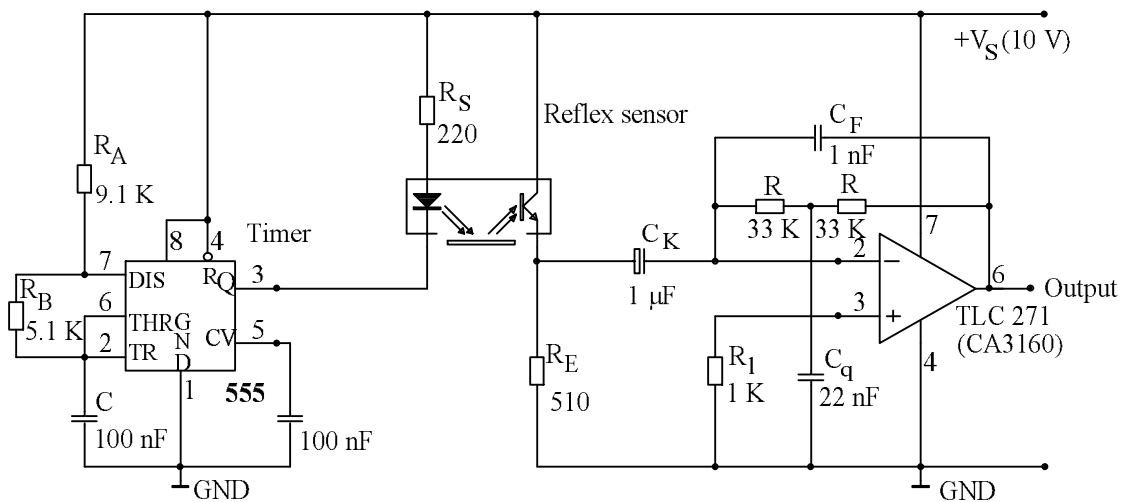 +V_S (10 V)
R_S
220
Reflex sensor
C_F
1 nF
R_A
9.1 K
R
33 K
R
33 K
Timer
8
4
7
DIS
R
Q
3
C_K
1 µF
2
−
7
6
Output
R_B
5.1 K
6
THR
G
N
D
CV
5
2
TR
3
+
TLC 271
(CA3160)
4
1
555
R_E
510
R_1
1 K
C_q
22 nF
C
100 nF
100 nF
GND
GND